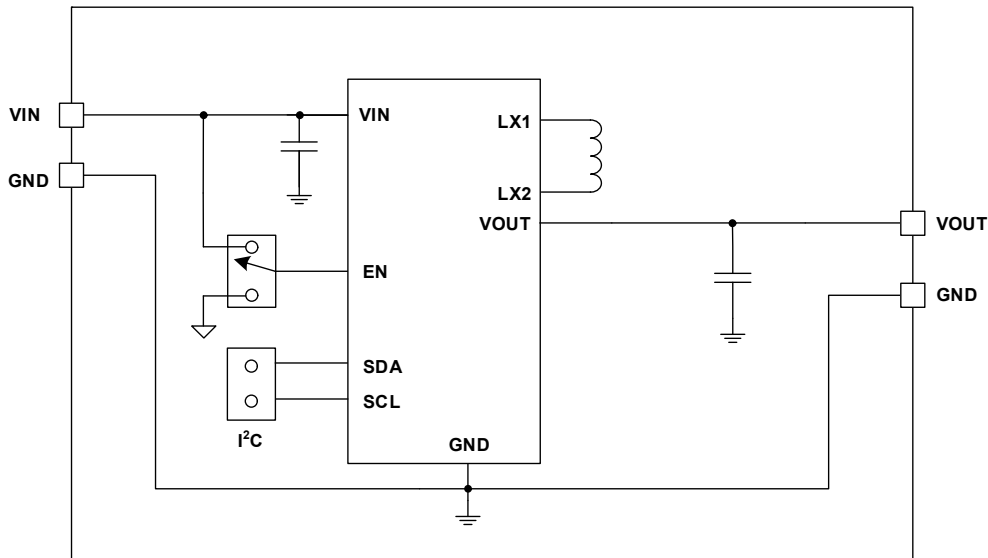 VIN
GND
VIN
EN
SDA
SCL
I²C
GND
LX1
LX2
VOUT
VOUT
GND